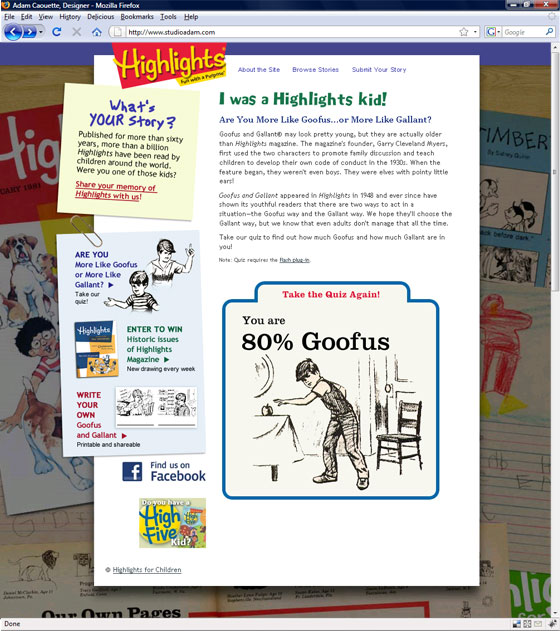 Adam Caouette, Designer - Mozilla Firefox
File Edit View History Delicious Bookmarks Tools Help
http://www.studioadam.com
Google
Highlights
Fun with a Purpose
About the Site
Browse Stories
Submit Your Story
What's
YOUR Story?
Published for more than sixty
years, more than a billion
Highlights have been read by
children around the world.
Were you one of those kids?
Share your memory of
Highlights with us!
ARE YOU
More Like Goofus
or More Like
Gallant?
Take our
quiz!
Highlights
ENTER TO WIN
Historic issues
of Highlights
Magazine
New drawing every week
WRITE
YOUR
OWN
Goofus
and Gallant
Printable and shareable
Find us on
Facebook
Do you have a
High
Five
Kid?
© Highlights for Children
I was a Highlights kid!
Are You More Like Goofus...or More Like Gallant?
Goofus and Gallant® may look pretty young, but they are actually older
than Highlights magazine. The magazine's founder, Garry Cleveland Myers,
first used the two characters to promote family discussion and teach
children to develop their own code of conduct in the 1930s. When the
feature began, they weren't even boys. They were elves with pointy little
ears!
Goofus and Gallant appeared in Highlights in 1948 and ever since have
shown its youthful readers that there are two ways to act in a
situation—the Goofus way and the Gallant way. We hope they'll choose the
Gallant way, but we know that even adults don't manage that all the time.
Take our quiz to find out how much Goofus and how much Gallant are in
you!
Note: Quiz requires the flash plug-in.
Take the Quiz Again!
You are
80% Goofus
TIMBER
Our Own Pages
Done